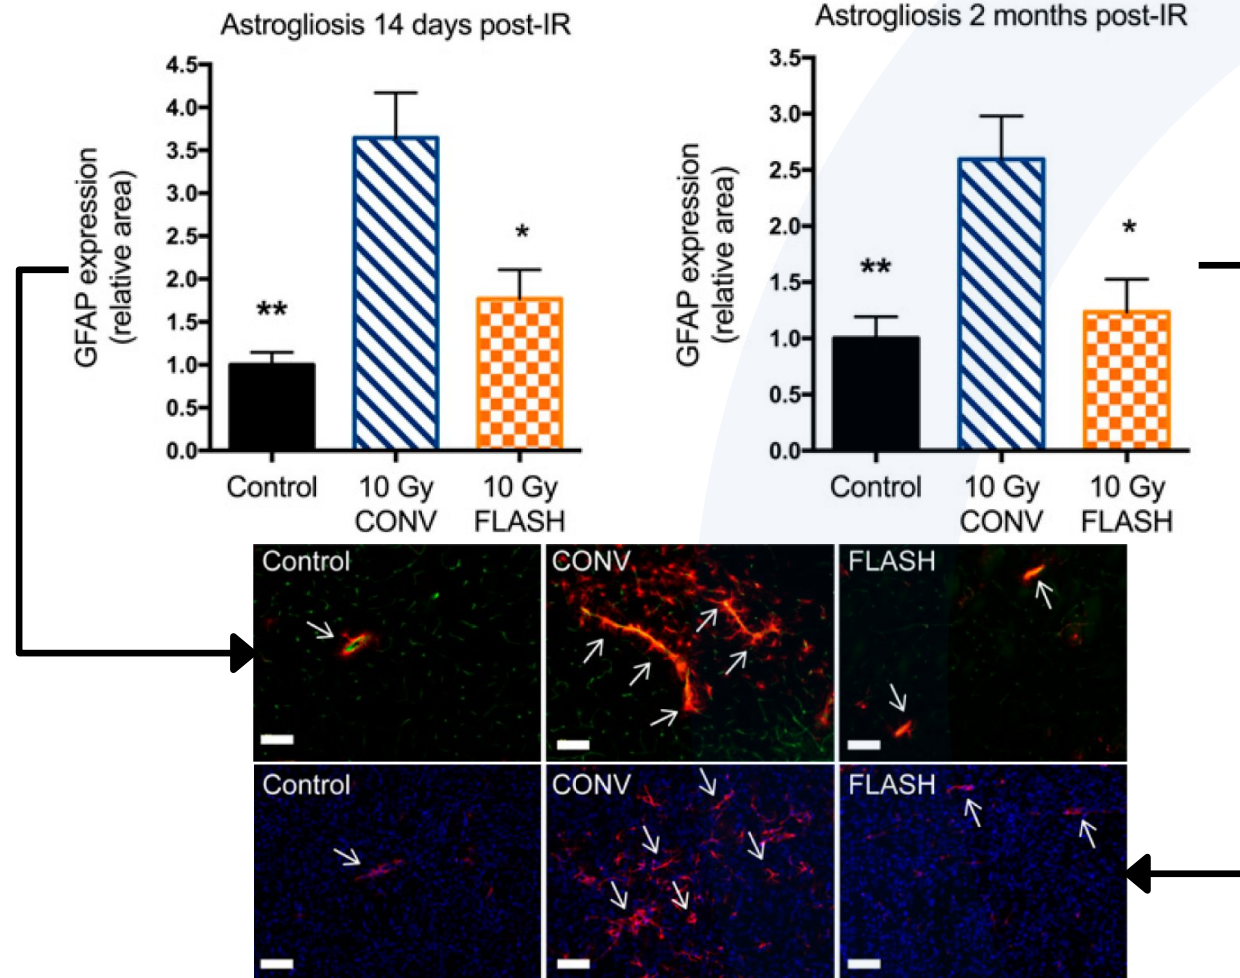 Astrogliosis 14 days post-IR
GFAP expression
(relative area)
4.5
4.0
3.5
3.0
2.5
2.0
1.5
1.0
0.5
0.0
**
*
Control
10 Gy
CONV
10 Gy
FLASH
Astrogliosis 2 months post-IR
GFAP expression
(relative area)
3.5
3.0
2.5
2.0
1.5
1.0
0.5
0.0
**
*
Control
10 Gy
CONV
10 Gy
FLASH
Control
CONV
FLASH
Control
CONV
FLASH